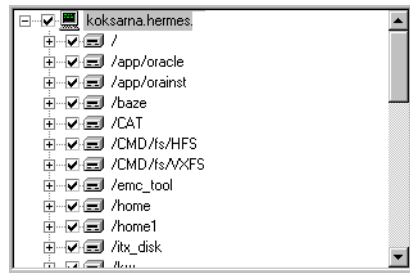 koksarna.hermes.
/
/app/oracle
/app/orainst
/baze
/CAT
/CMD/fs/HFS
/CMD/fs/VXFS
/emc_tool
/home
/home1
/itx_disk